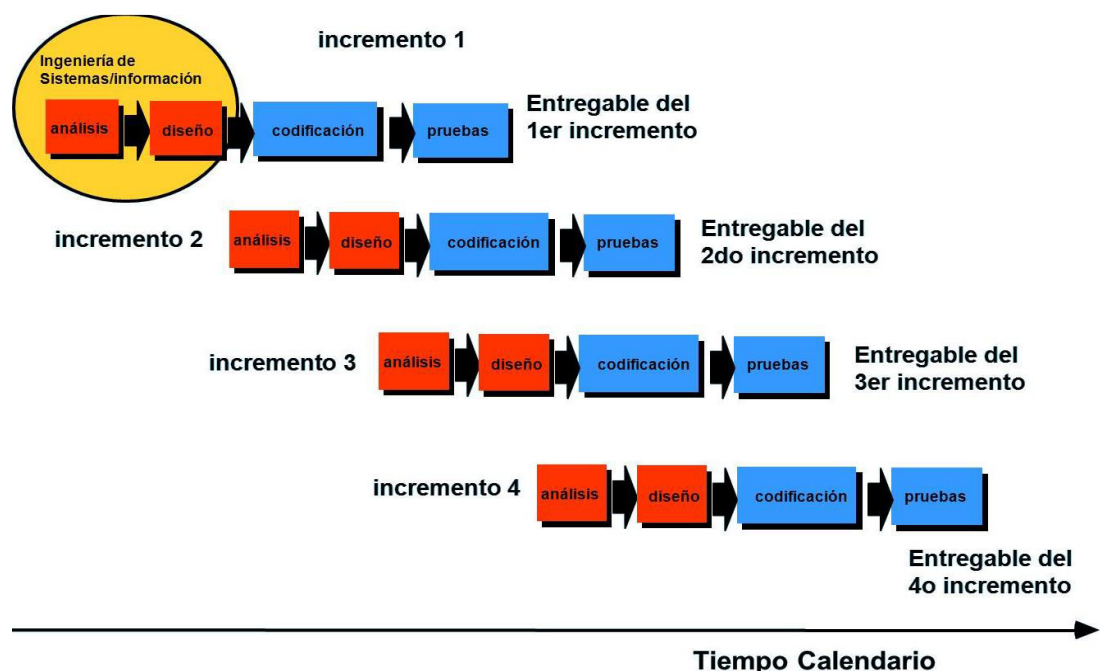 incremento 1
Ingeniería de
Sistemas/información
análisis
diseño
codificación
pruebas
Entregable del
1er incremento
incremento 2
análisis
diseño
codificación
pruebas
Entregable del
2do incremento
incremento 3
análisis
diseño
codificación
pruebas
Entregable del
3er incremento
incremento 4
análisis
diseño
codificación
pruebas
Entregable del
4o incremento
Tiempo Calendario